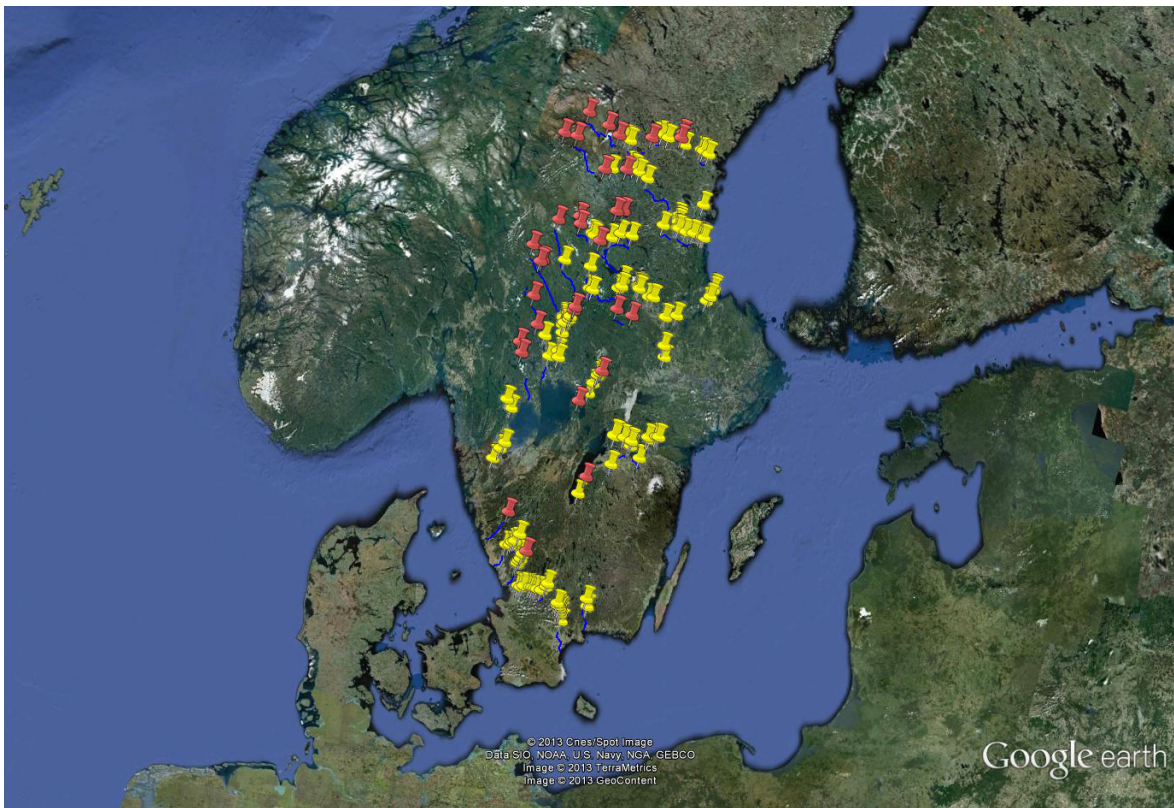 © 2013 Cnes/Spot Image
Data SIO, NOAA, U.S. Navy, NGA, GEBCO
Image © 2013 TerraMetrics
Image © 2013 GeoContent
Google earth